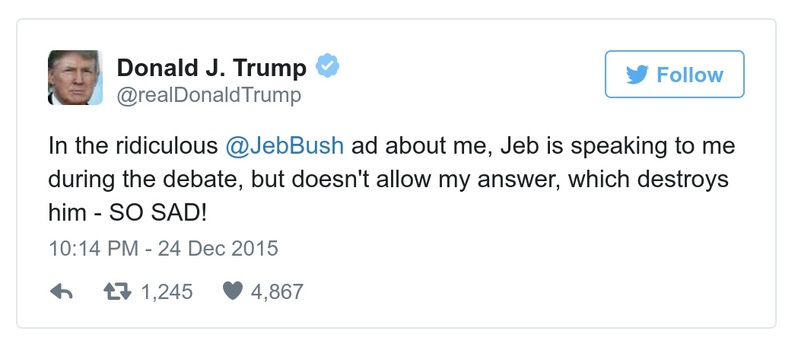 Donald J. Trump
@realDonaldTrump
Follow
In the ridiculous @JebBush ad about me, Jeb is speaking to me
during the debate, but doesn't allow my answer, which destroys
him - SO SAD!
10:14 PM - 24 Dec 2015
1,245 4,867